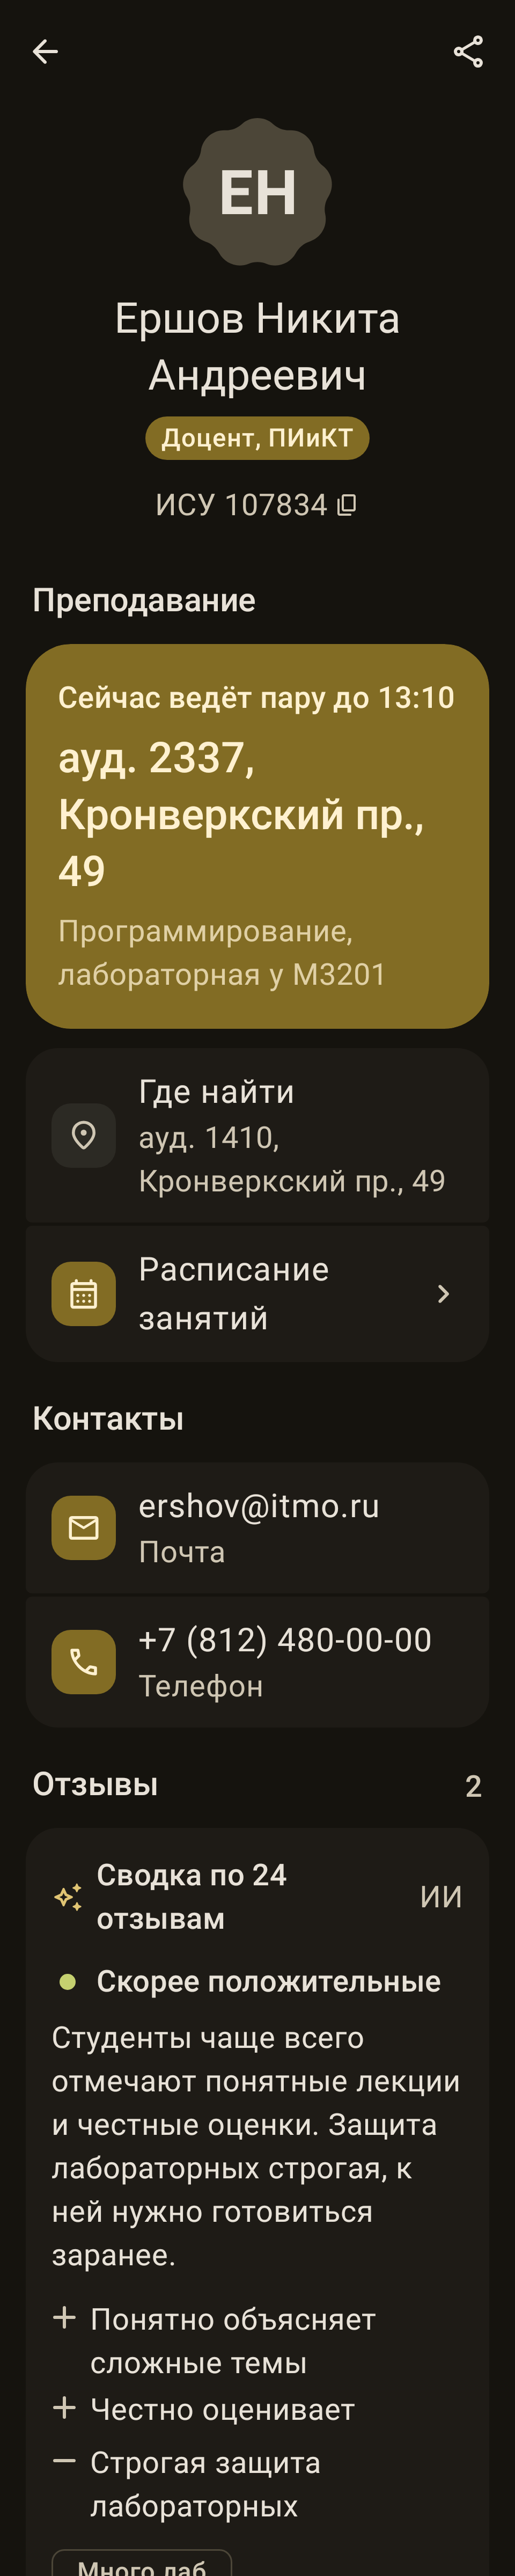 ЕН
Ершов Никита
Андреевич
Доцент, ПИиКТ
ИСУ 107834
Преподавание
Сейчас ведёт пару до 13:10
ауд. 2337,
Кронверкский пр.,
49
Программирование,
лабораторная у М3201
Где найти
ауд. 1410,
Кронверкский пр., 49
Расписание
занятий
Контакты
ershov@itmo.ru
Почта
+7 (812) 480-00-00
Телефон
Отзывы 2
Сводка по 24
отзывам
ИИ
Скорее положительные
Студенты чаще всего
отмечают понятные лекции
и честные оценки. Защита
лабораторных строгая, к
ней нужно готовиться
заранее.
Понятно объясняет
сложные темы
Честно оценивает
Строгая защита
лабораторных
Много лаб